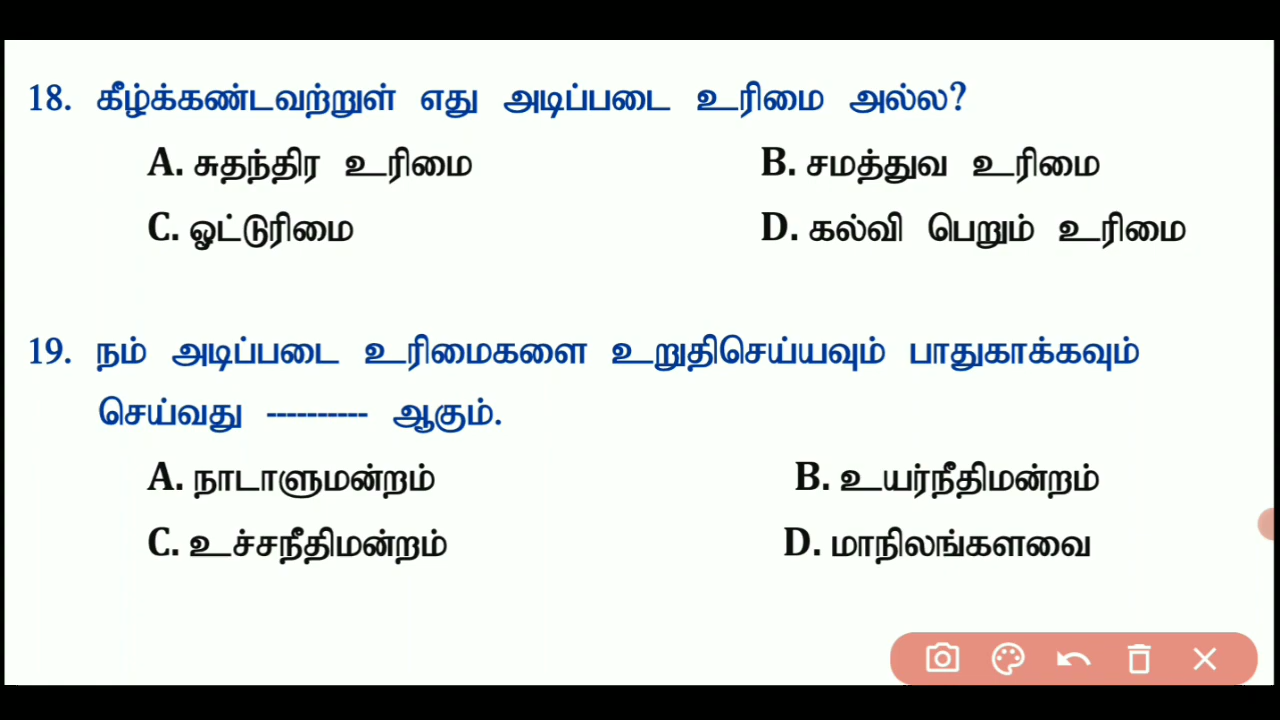 18. கீழ்க்கண்டவற்றுள் எது அடிப்படை உரிமை அல்ல?
A. சுதந்திர உரிமை B. சமத்துவ உரிமை
C. ஓட்டுரிமை D. கல்வி பெறும் உரிமை
19. நம் அடிப்படை உரிமைகளை உறுதிசெய்யவும் பாதுகாக்கவும்
செய்வது ---------- ஆகும்.
A. நாடாளுமன்றம் B. உயர்நீதிமன்றம்
C. உச்சநீதிமன்றம் D. மாநிலங்களவை